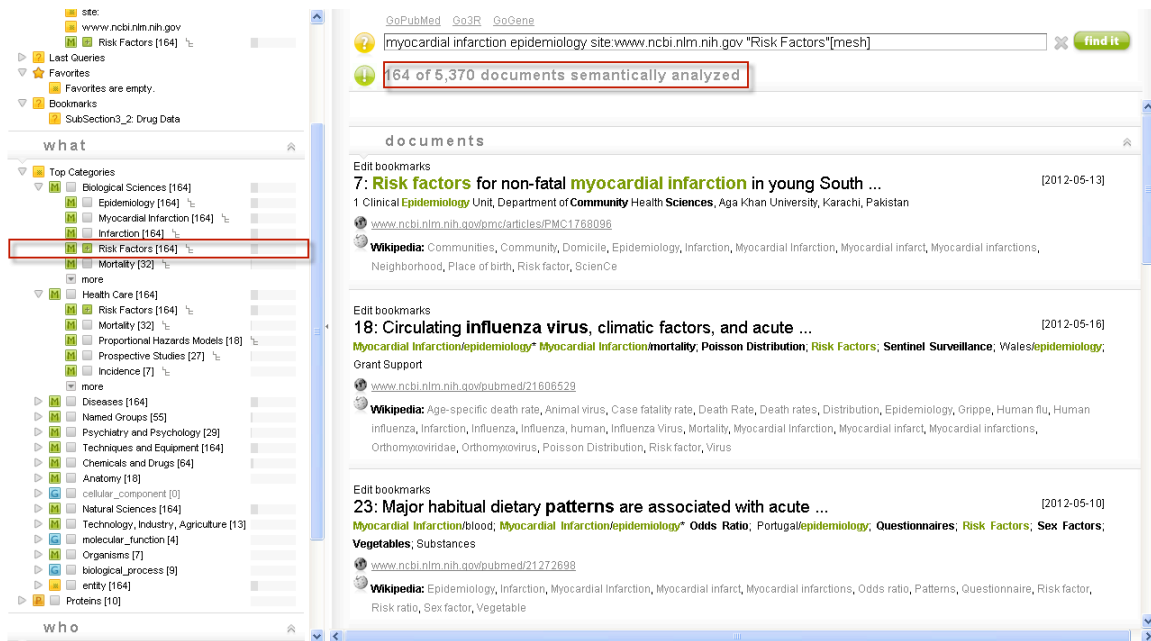 site:
www.ncbi.nlm.nih.gov
M Risk Factors [164]
? Last Queries
Favorites
Favorites are empty.
? Bookmarks
? SubSection3_2: Drug Data
what
Top Categories
M Biological Sciences [164]
M Epidemiology [164]
M Myocardial Infarction [164]
M Infarction [164]
M Risk Factors [164]
M Mortality [32]
more
M Health Care [164]
M Risk Factors [164]
M Mortality [32]
M Proportional Hazards Models [18]
M Prospective Studies [27]
M Incidence [7]
more
M Diseases [164]
M Named Groups [55]
M Psychiatry and Psychology [29]
M Techniques and Equipment [164]
M Chemicals and Drugs [64]
M Anatomy [18]
G cellular_component [0]
M Natural Sciences [164]
M Technology, Industry, Agriculture [13]
G molecular_function [4]
M Organisms [7]
G biological_process [9]
entity [164]
P Proteins [10]
who
GoPubMed Go3R GoGene
? myocardial infarction epidemiology site:www.ncbi.nlm.nih.gov "Risk Factors"[mesh] find it
! 164 of 5,370 documents semantically analyzed
documents
Edit bookmarks
7: Risk factors for non-fatal myocardial infarction in young South ... [2012-05-13]
1 Clinical Epidemiology Unit, Department of Community Health Sciences, Aga Khan University, Karachi, Pakistan
www.ncbi.nlm.nih.gov/pmc/articles/PMC1768096
Wikipedia: Communities, Community, Domicile, Epidemiology, Infarction, Myocardial Infarction, Myocardial infarct, Myocardial infarctions,
Neighborhood, Place of birth, Risk factor, ScienCe
Edit bookmarks
18: Circulating influenza virus, climatic factors, and acute ... [2012-05-16]
Myocardial Infarction/epidemiology* Myocardial Infarction/mortality; Poisson Distribution; Risk Factors; Sentinel Surveillance; Wales/epidemiology;
Grant Support
www.ncbi.nlm.nih.gov/pubmed/21606529
Wikipedia: Age-specific death rate, Animal virus, Case fatality rate, Death Rate, Death rates, Distribution, Epidemiology, Grippe, Human flu, Human
influenza, Infarction, Influenza, Influenza, human, Influenza Virus, Mortality, Myocardial Infarction, Myocardial infarct, Myocardial infarctions,
Orthomyxoviridae, Orthomyxovirus, Poisson Distribution, Risk factor, Virus
Edit bookmarks
23: Major habitual dietary patterns are associated with acute ... [2012-05-10]
Myocardial Infarction/blood; Myocardial Infarction/epidemiology* Odds Ratio; Portugal/epidemiology; Questionnaires; Risk Factors; Sex Factors;
Vegetables; Substances
www.ncbi.nlm.nih.gov/pubmed/21272698
Wikipedia: Epidemiology, Infarction, Myocardial Infarction, Myocardial infarct, Myocardial infarctions, Odds ratio, Patterns, Questionnaire, Risk factor,
Risk ratio, Sex factor, Vegetable